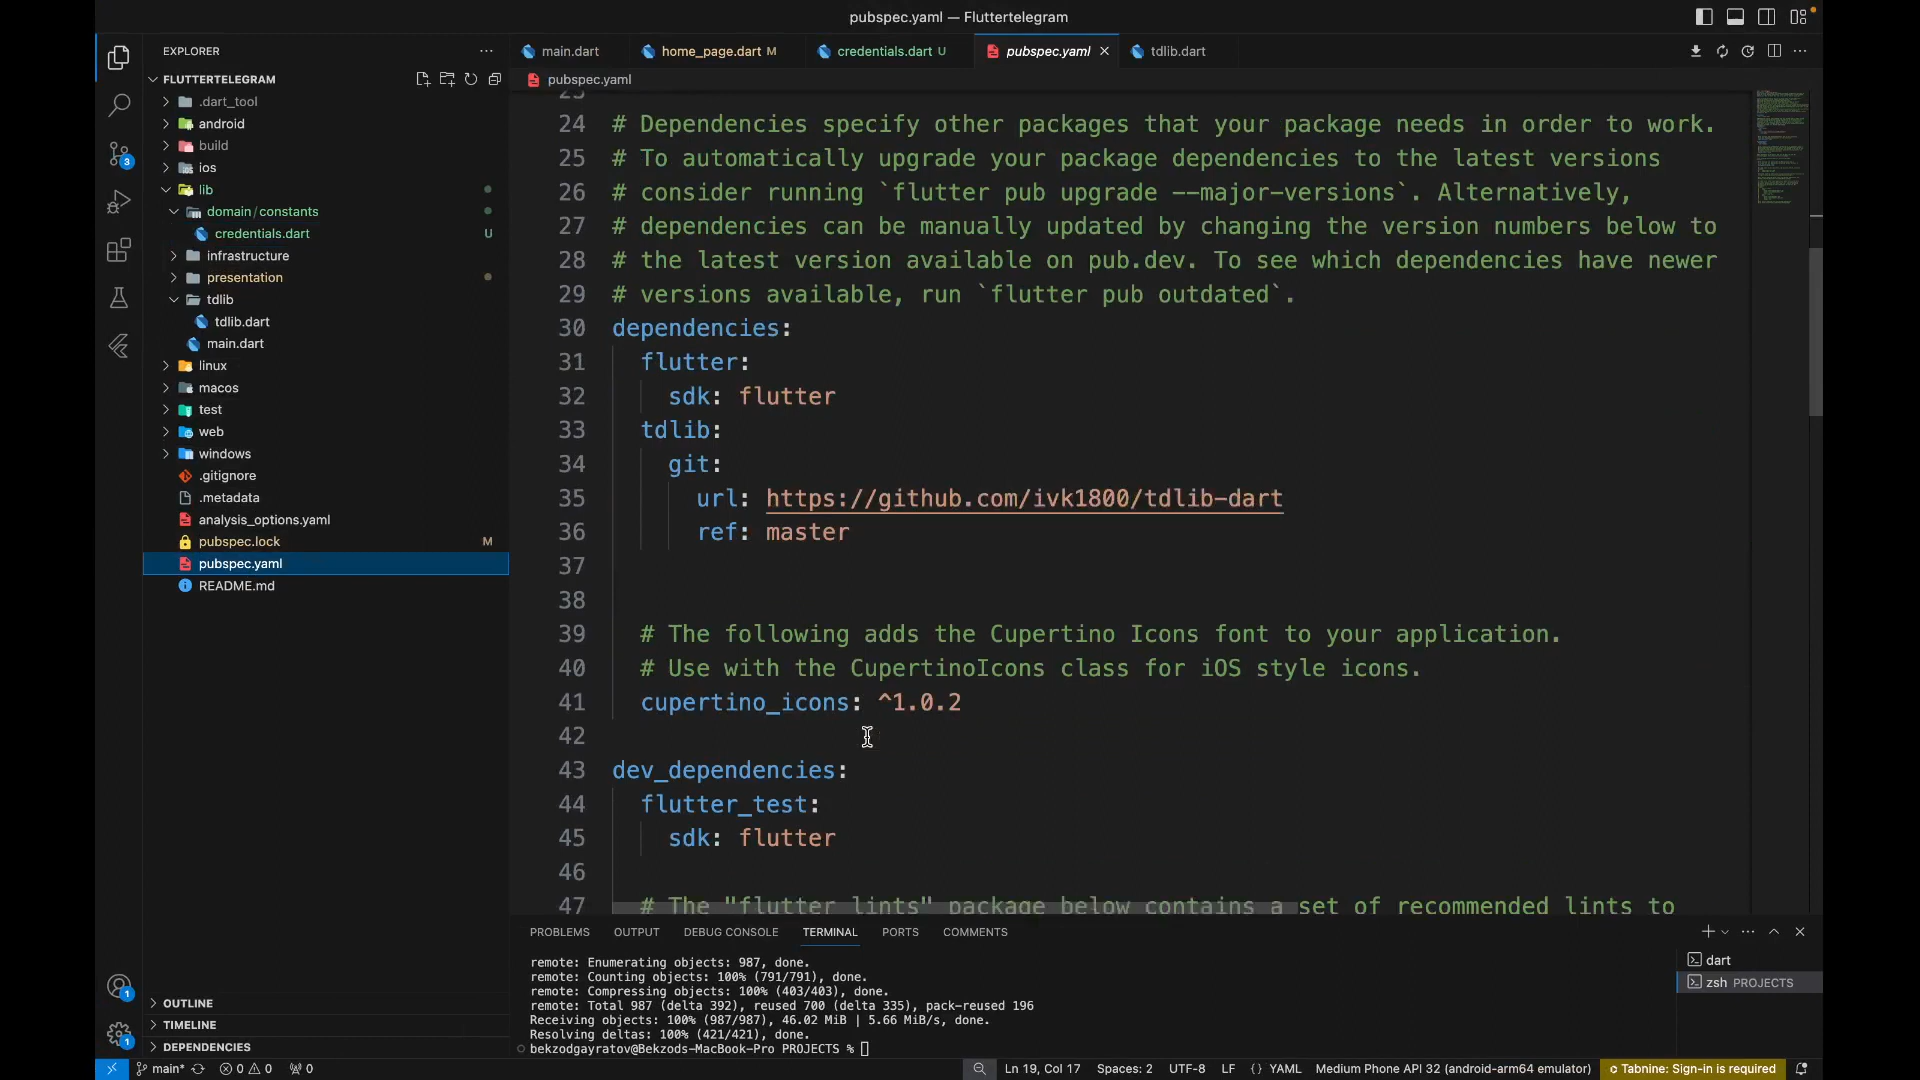 pubspec.yaml — Fluttertelegram
EXPLORER
FLUTTERTELEGRAM
.dart_tool
android
build
ios
lib
domain/constants
credentials.dart U
infrastructure
presentation
tdlib
tdlib.dart
main.dart
linux
macos
test
web
windows
.gitignore
.metadata
analysis_options.yaml
pubspec.lock M
pubspec.yaml
README.md
OUTLINE
TIMELINE
DEPENDENCIES
3
1
1
main.dart home_page.dart M credentials.dart U pubspec.yaml tdlib.dart
pubspec.yaml
23
24 # Dependencies specify other packages that your package needs in order to work.
25 # To automatically upgrade your package dependencies to the latest versions
26 # consider running `flutter pub upgrade --major-versions`. Alternatively,
27 # dependencies can be manually updated by changing the version numbers below to
28 # the latest version available on pub.dev. To see which dependencies have newer
29 # versions available, run `flutter pub outdated`.
30 dependencies:
31 flutter:
32 sdk: flutter
33 tdlib:
34 git:
35 url: https://github.com/ivk1800/tdlib-dart
36 ref: master
37
38
39 # The following adds the Cupertino Icons font to your application.
40 # Use with the CupertinoIcons class for iOS style icons.
41 cupertino_icons: ^1.0.2
42
43 dev_dependencies:
44 flutter_test:
45 sdk: flutter
46
47 # The "flutter_lints" package below contains a set of recommended lints to
PROBLEMS OUTPUT DEBUG CONSOLE TERMINAL PORTS COMMENTS
remote: Enumerating objects: 987, done.
remote: Counting objects: 100% (791/791), done.
remote: Compressing objects: 100% (403/403), done.
remote: Total 987 (delta 392), reused 700 (delta 335), pack-reused 196
Receiving objects: 100% (987/987), 46.02 MiB | 5.66 MiB/s, done.
Resolving deltas: 100% (421/421), done.
bekzodgayratov@Bekzods-MacBook-Pro PROJECTS %
dart
zsh PROJECTS
main* 0 0 0 Ln 19, Col 17 Spaces: 2 UTF-8 LF {} YAML Medium Phone API 32 (android-arm64 emulator) Tabnine: Sign-in is required